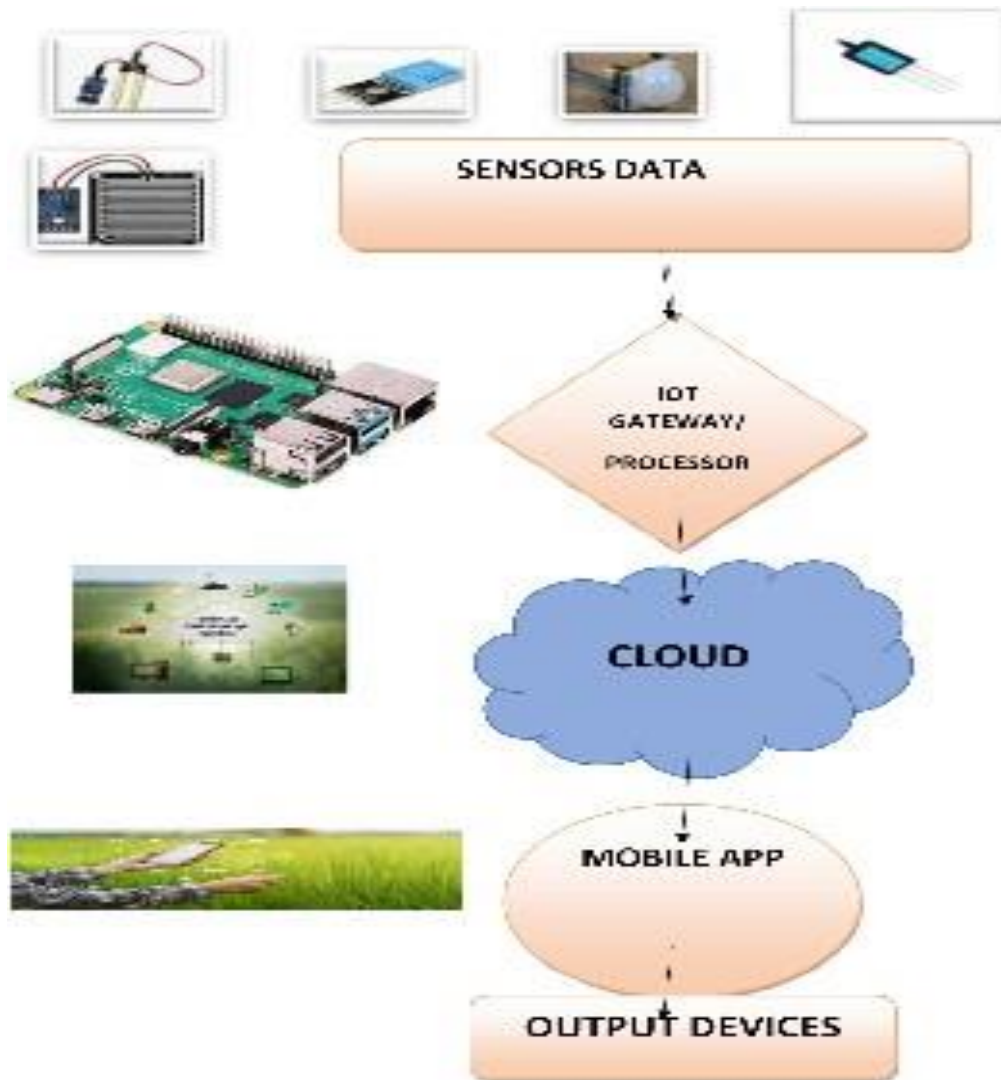 SENSORS DATA
IOT
GATEWAY/
PROCESSOR
CLOUD
MOBILE APP
OUTPUT DEVICES